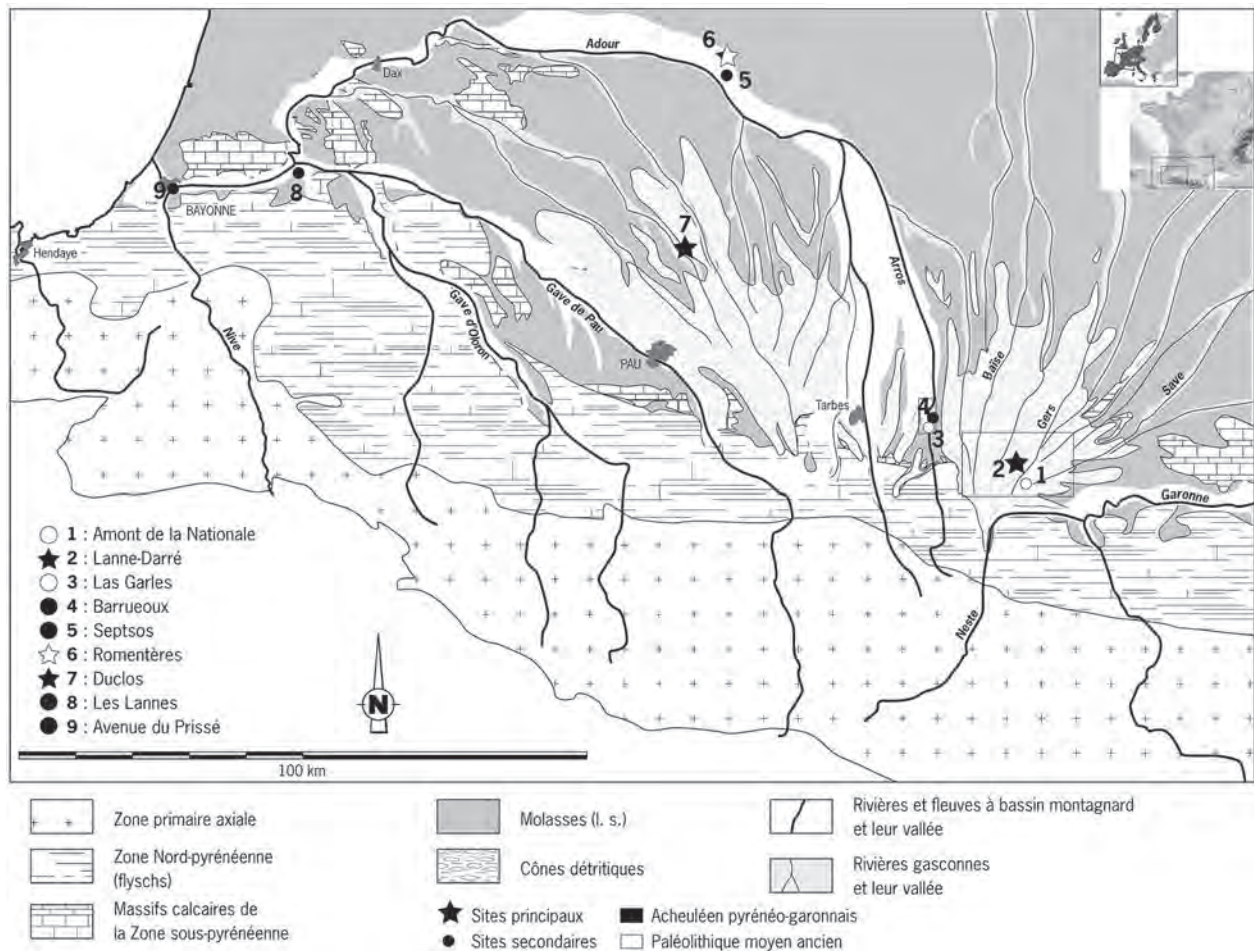 6
5
Adour
Dax
9
BAYONNE
8
Hendaye
7
Nive
Gave d'Oloron
Gave de Pau
PAU
Arros
Tarbes
4
3
Baïse
Gers
Save
2
1
Garonne
Neste
1 : Amont de la Nationale
2 : Lanne-Darré
3 : Las Garles
4 : Barrueoux
5 : Septsos
6 : Romentères
7 : Duclos
8 : Les Lannes
9 : Avenue du Prissé
N
100 km
Zone primaire axiale
Zone Nord-pyrénéenne
(flyschs)
Massifs calcaires de
la Zone sous-pyrénéenne
Molasses (l. s.)
Cônes détritiques
Sites principaux
Sites secondaires
Acheuléen pyrénéo-garonnais
Paléolithique moyen ancien
Rivières et fleuves à bassin montagnard
et leur vallée
Rivières gasconnes
et leur vallée